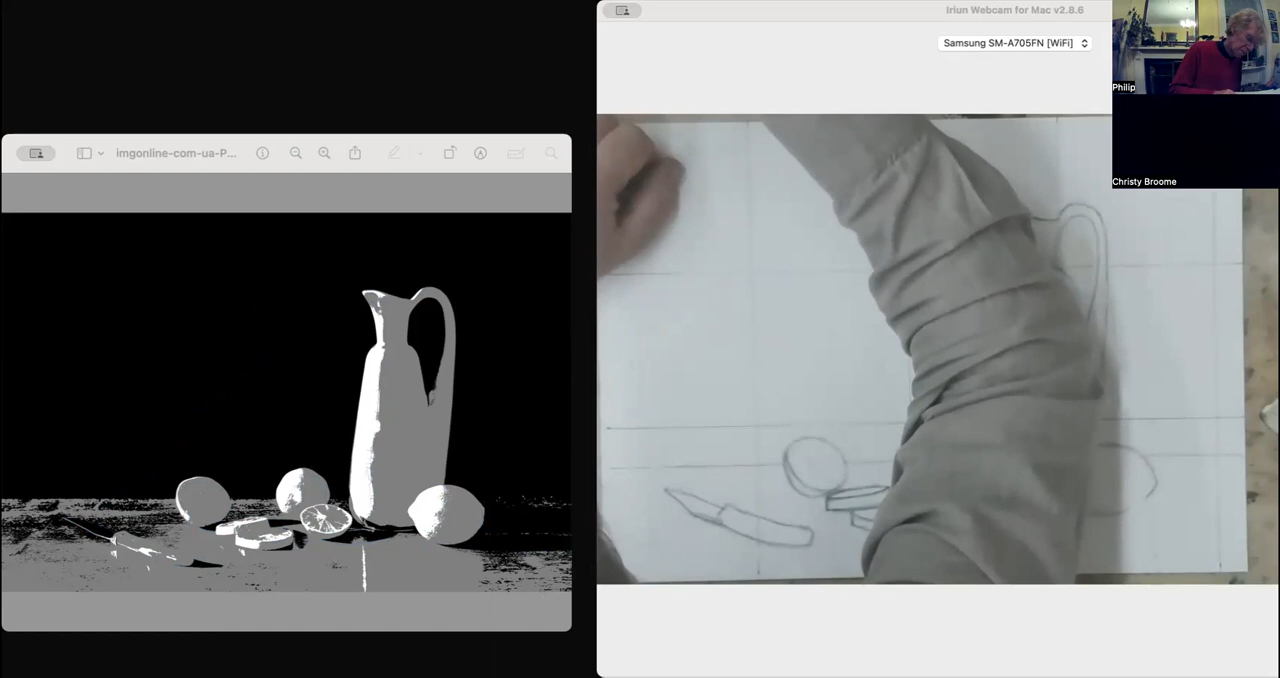 Iriun Webcam for Mac v2.8.6
Samsung SM-A705FN [WiFi]
Philip
imgonline-com-ua-P...
Christy Broome